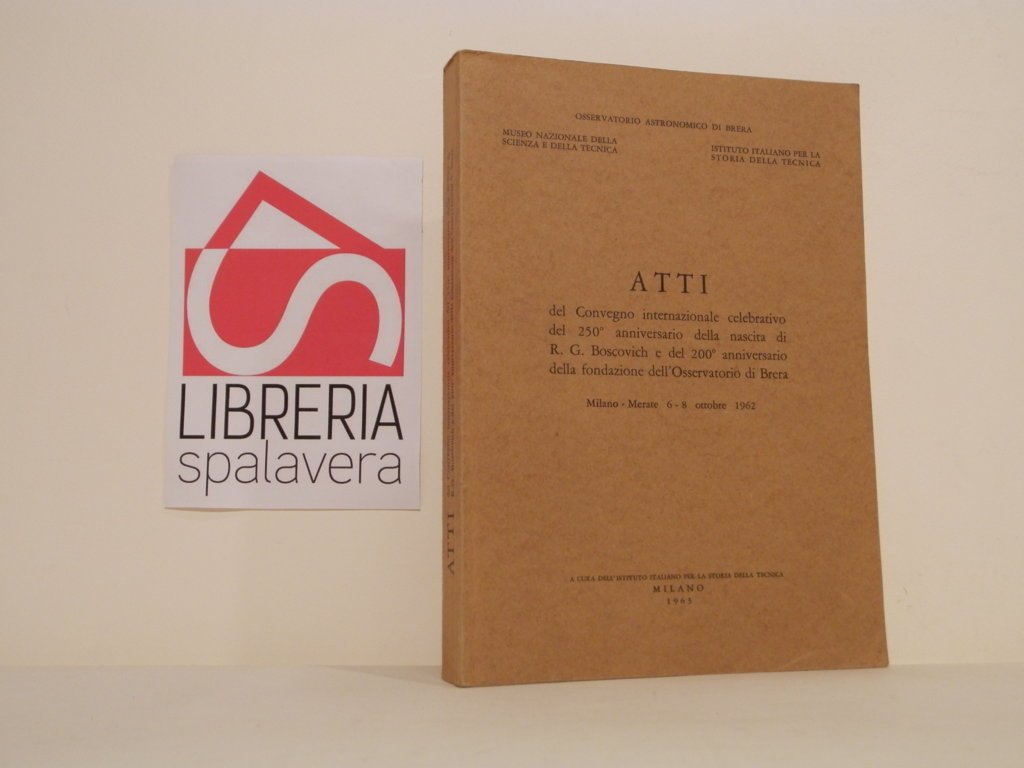 LIBRERIA
spalavera
OSSERVATORIO ASTRONOMICO DI BRERA
MUSEO NAZIONALE DELLA
SCIENZA E DELLA TECNICA
ISTITUTO ITALIANO PER LA
STORIA DELLA TECNICA
ATTI
del Convegno internazionale celebrativo
del 250° anniversario della nascita di
R. G. Boscovich e del 200° anniversario
della fondazione dell'Osservatorio di Brera
Milano - Merate 6 - 8 ottobre 1962
A CURA DELL'ISTITUTO ITALIANO PER LA STORIA DELLA TECNICA
MILANO
1963
ATTI